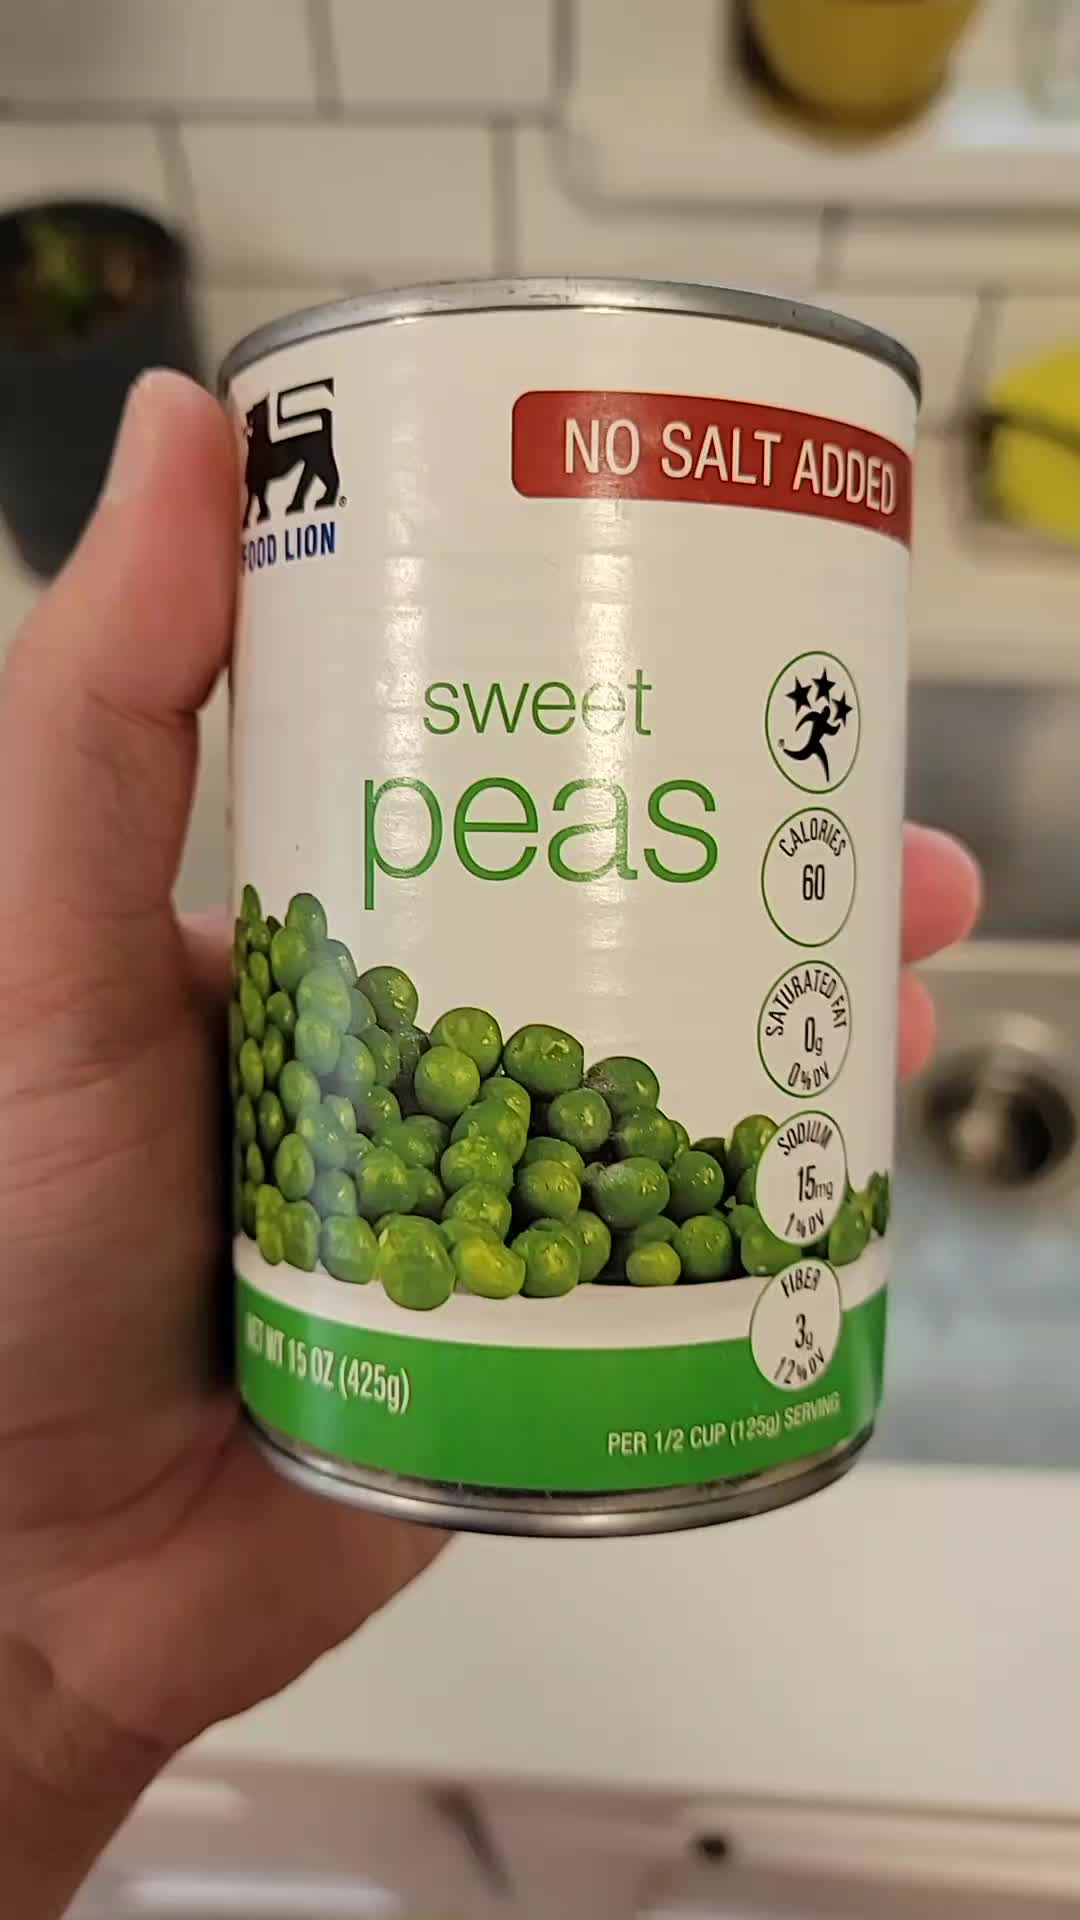 FOOD LION
NO SALT ADDED
sweet
peas
CALORIES
60
SATURATED FAT
0g
0% DV
SODIUM
15mg
1% DV
FIBER
3g
12% DV
NET WT 15 OZ (425g)
PER 1/2 CUP (125g) SERVING